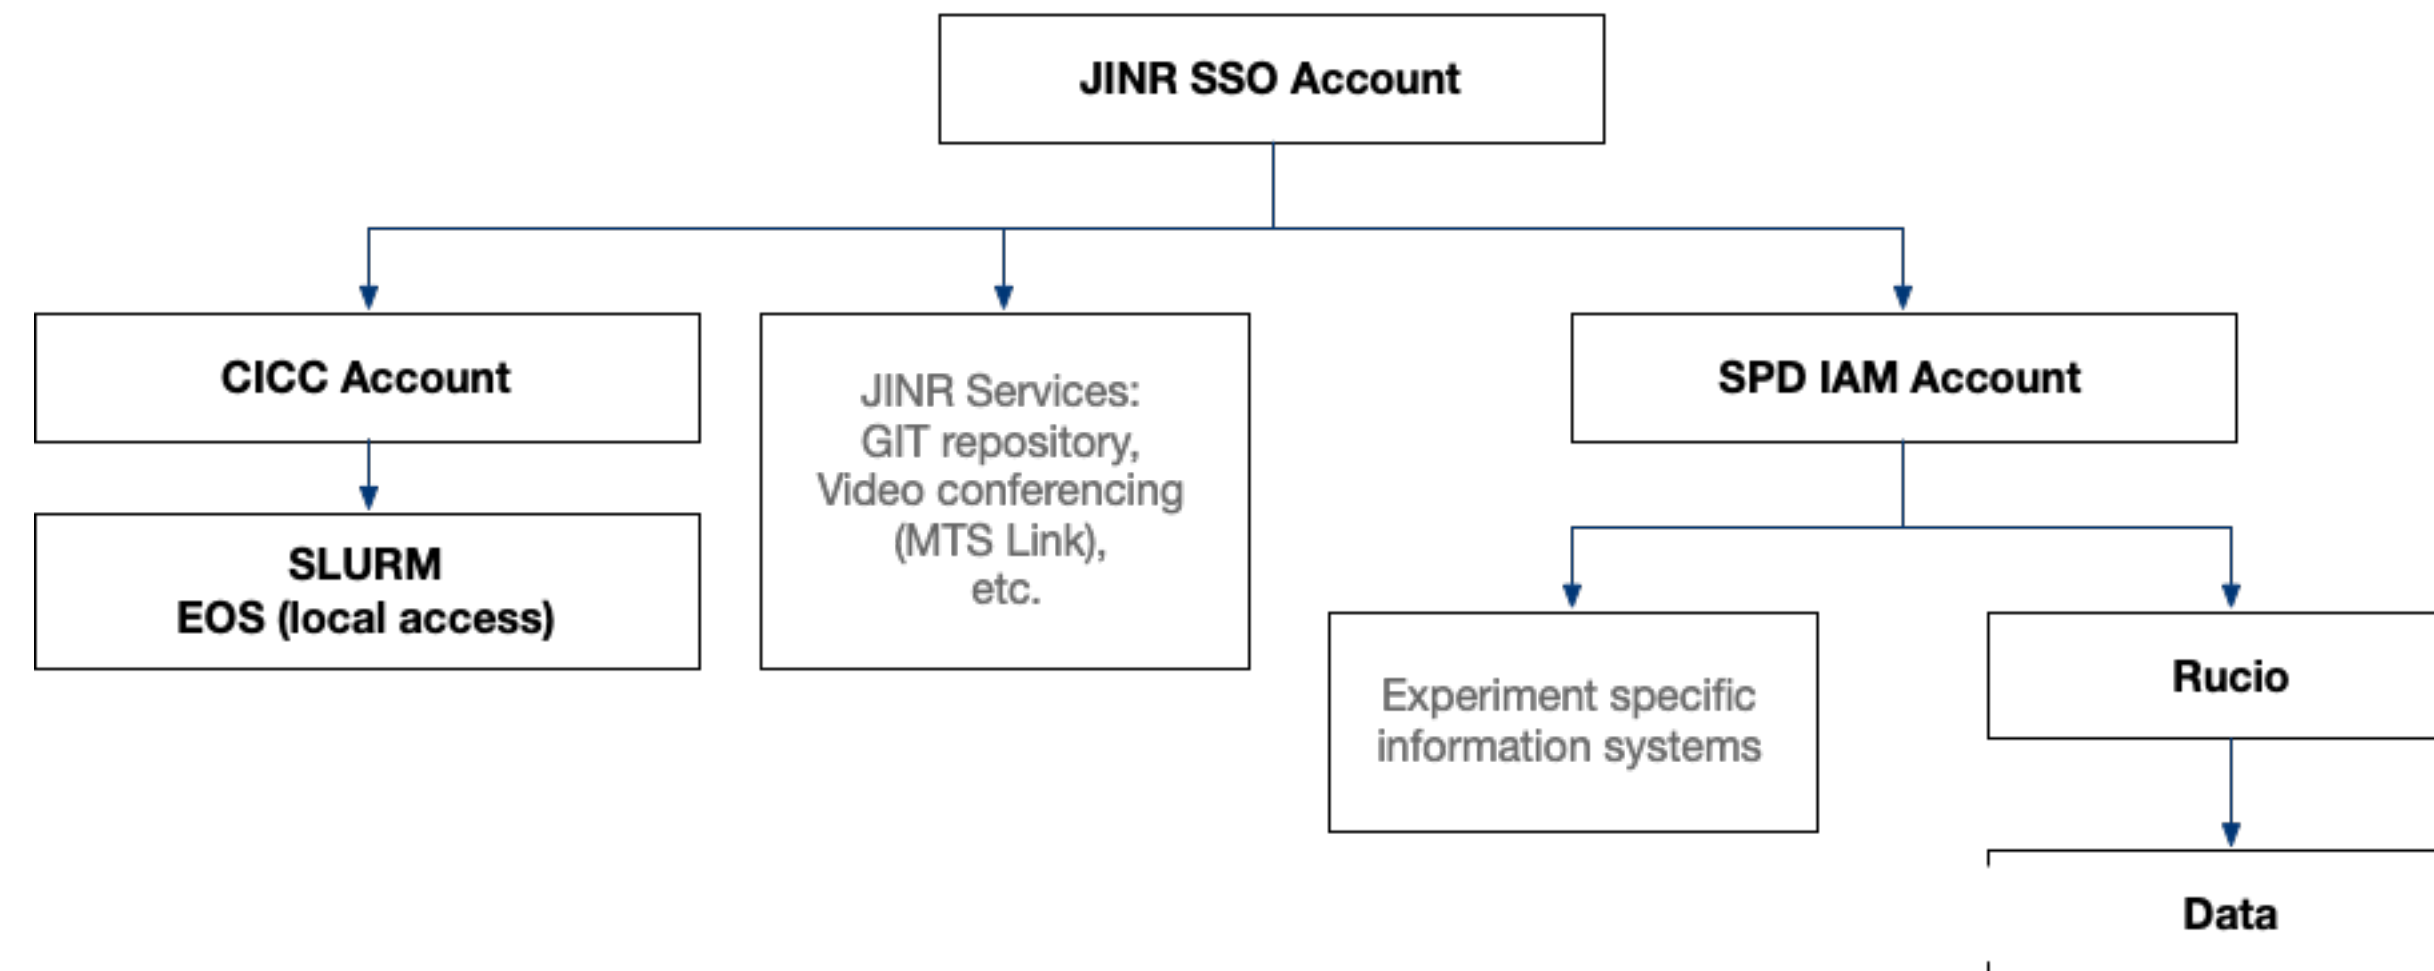 JINR SSO Account
CICC Account
JINR Services:
GIT repository,
Video conferencing
(MTS Link),
etc.
SPD IAM Account
SLURM
EOS (local access)
Experiment specific
information systems
Rucio
Data